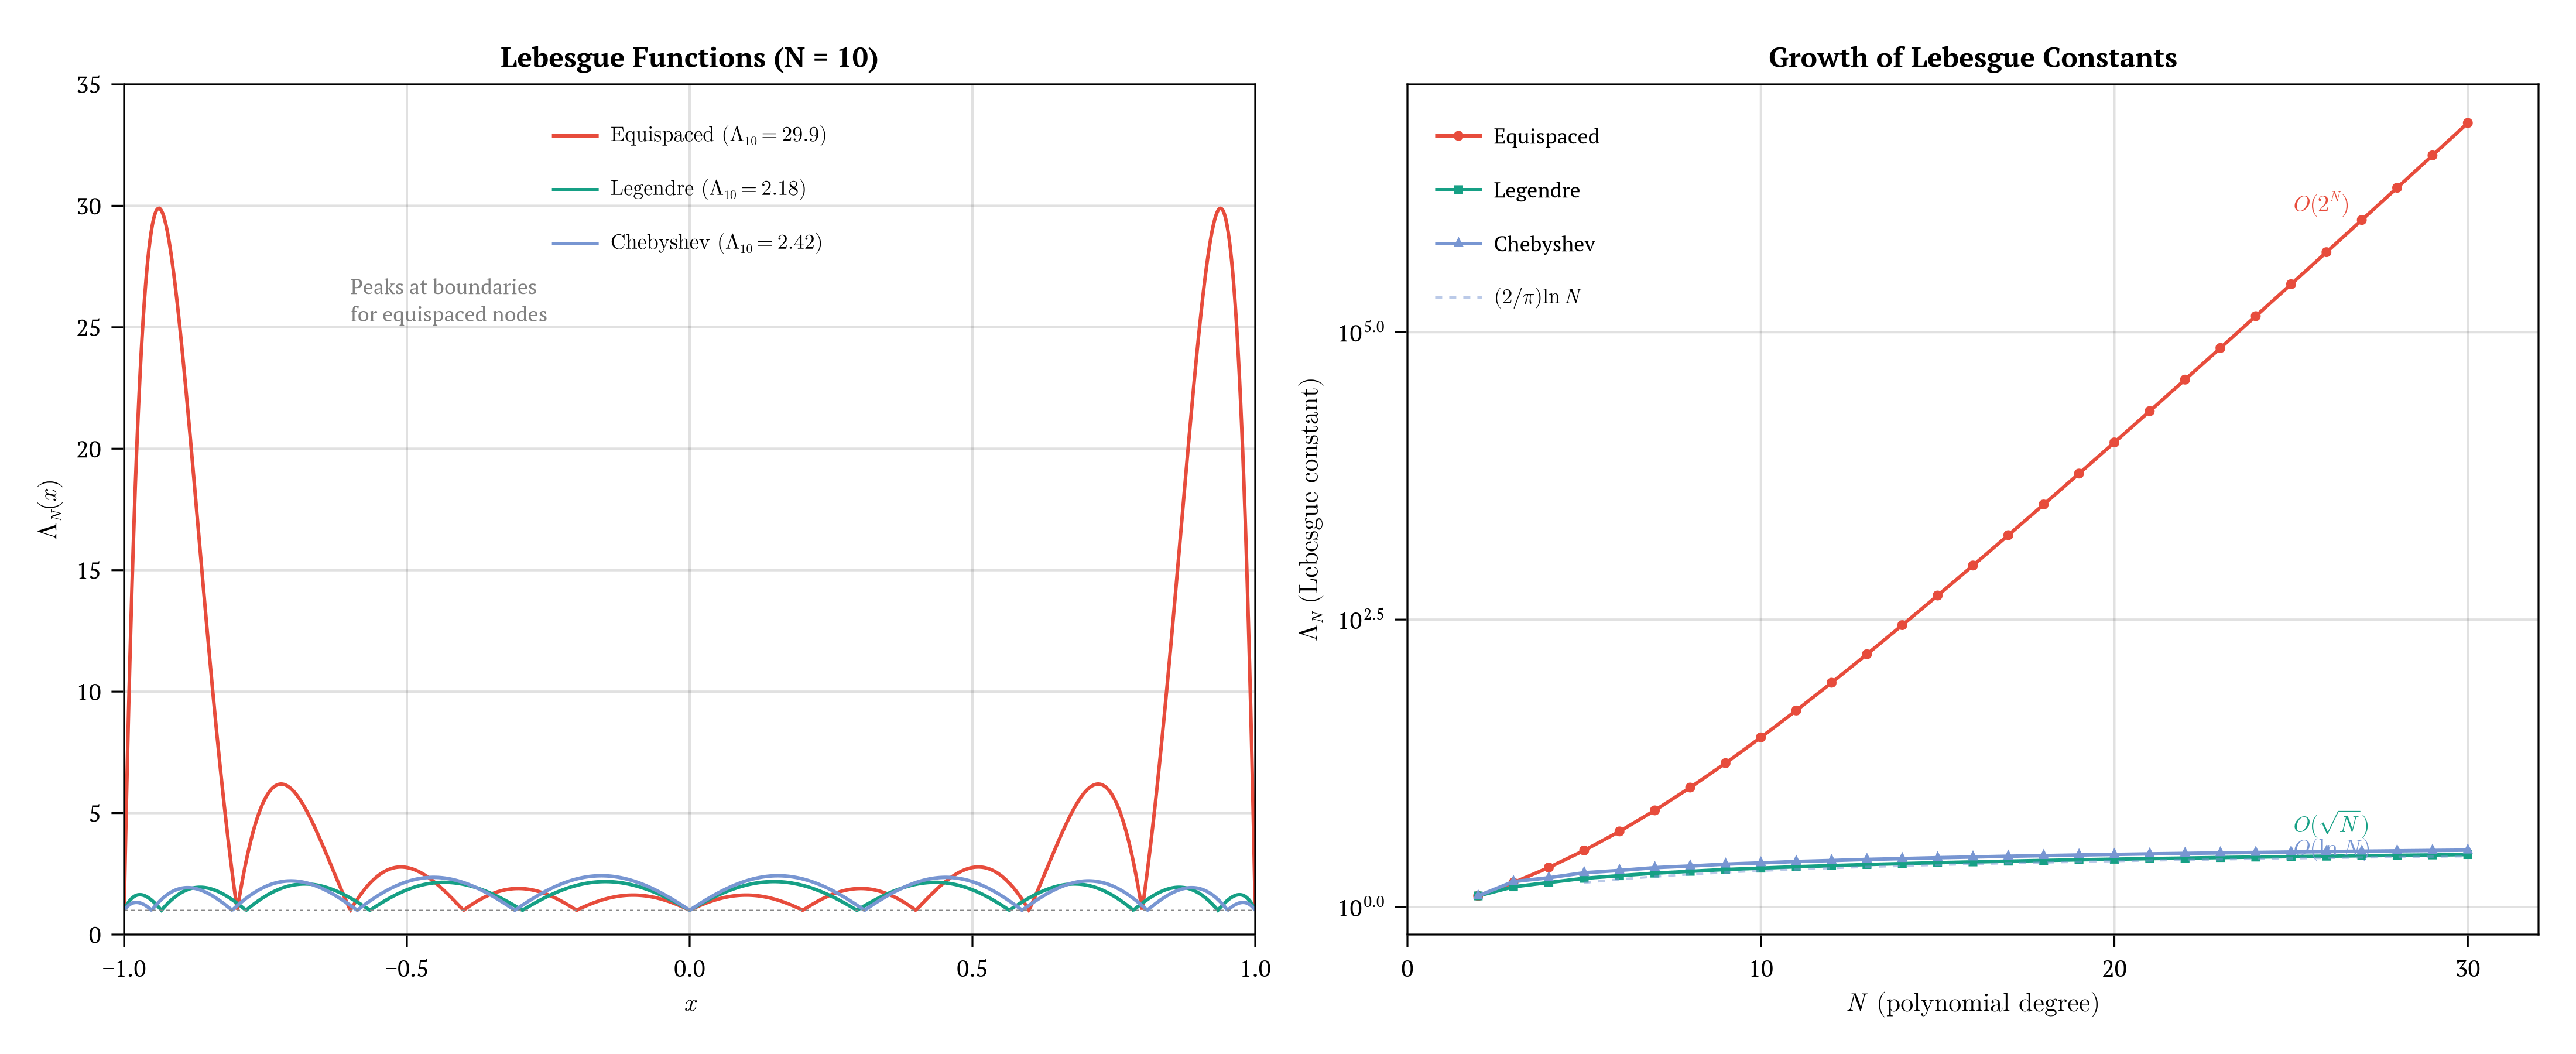 Lebesgue Functions (N = 10)
35
30
25
20
15
10
5
0
Λ_N(x)
Equispaced (Λ₁₀ = 29.9)
Legendre (Λ₁₀ = 2.18)
Chebyshev (Λ₁₀ = 2.42)
Peaks at boundaries
for equispaced nodes
−1.0 −0.5 0.0 0.5 1.0
x
Growth of Lebesgue Constants
Equispaced
Legendre
Chebyshev
(2/π)ln N
O(2^N)
10^5.0
10^2.5
10^0.0
Λ_N (Lebesgue constant)
O(√N)
O(ln N)
0 10 20 30
N (polynomial degree)